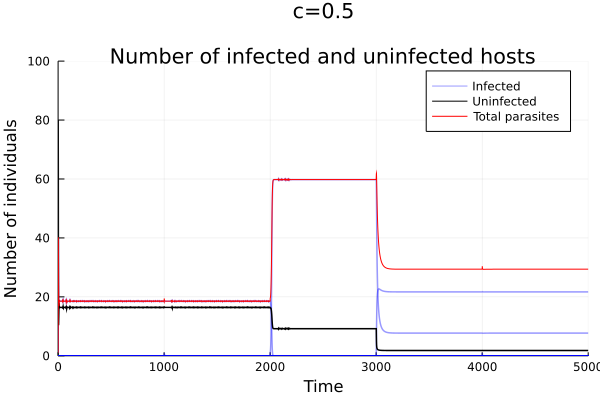 c=0.5
Number of infected and uninfected hosts
100
80
60
40
20
0
Number of individuals
Infected
Uninfected
Total parasites
0 1000 2000 3000 4000 5000
Time